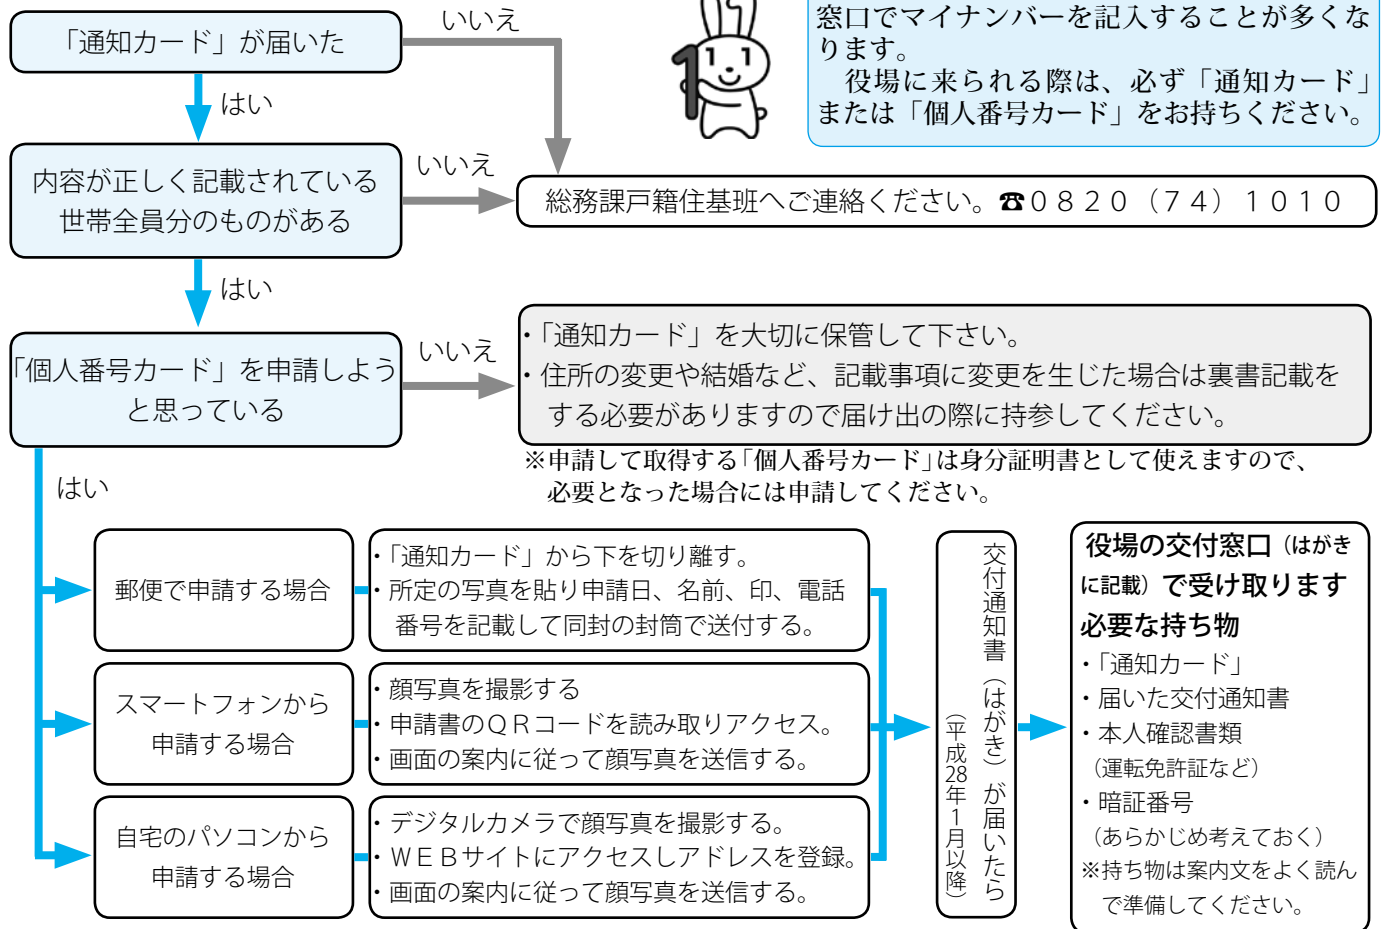 「通知カード」が届いた
いいえ
窓口でマイナンバーを記入することが多くな
ります。
役場に来られる際は、必ず「通知カード」
または「個人番号カード」をお持ちください。
はい
内容が正しく記載されている
世帯全員分のものがある
いいえ
総務課戸籍住基班へご連絡ください。☎0820（74）1010
はい
「個人番号カード」を申請しよう
と思っている
いいえ
・「通知カード」を大切に保管して下さい。
・住所の変更や結婚など、記載事項に変更を生じた場合は裏書記載を
する必要がありますので届け出の際に持参してください。
※申請して取得する「個人番号カード」は身分証明書として使えますので、
必要となった場合には申請してください。
はい
郵便で申請する場合
・「通知カード」から下を切り離す。
・所定の写真を貼り申請日、名前、印、電話
番号を記載して同封の封筒で送付する。
スマートフォンから
申請する場合
・顔写真を撮影する
・申請書のＱＲコードを読み取りアクセス。
・画面の案内に従って顔写真を送信する。
自宅のパソコンから
申請する場合
・デジタルカメラで顔写真を撮影する。
・ＷＥＢサイトにアクセスしアドレスを登録。
・画面の案内に従って顔写真を送信する。
交付通知書（はがき）が届いたら
（平成28年1月以降）
役場の交付窓口（はがき
に記載）で受け取ります
必要な持ち物
・「通知カード」
・届いた交付通知書
・本人確認書類
（運転免許証など）
・暗証番号
（あらかじめ考えておく）
※持ち物は案内文をよく読ん
で準備してください。